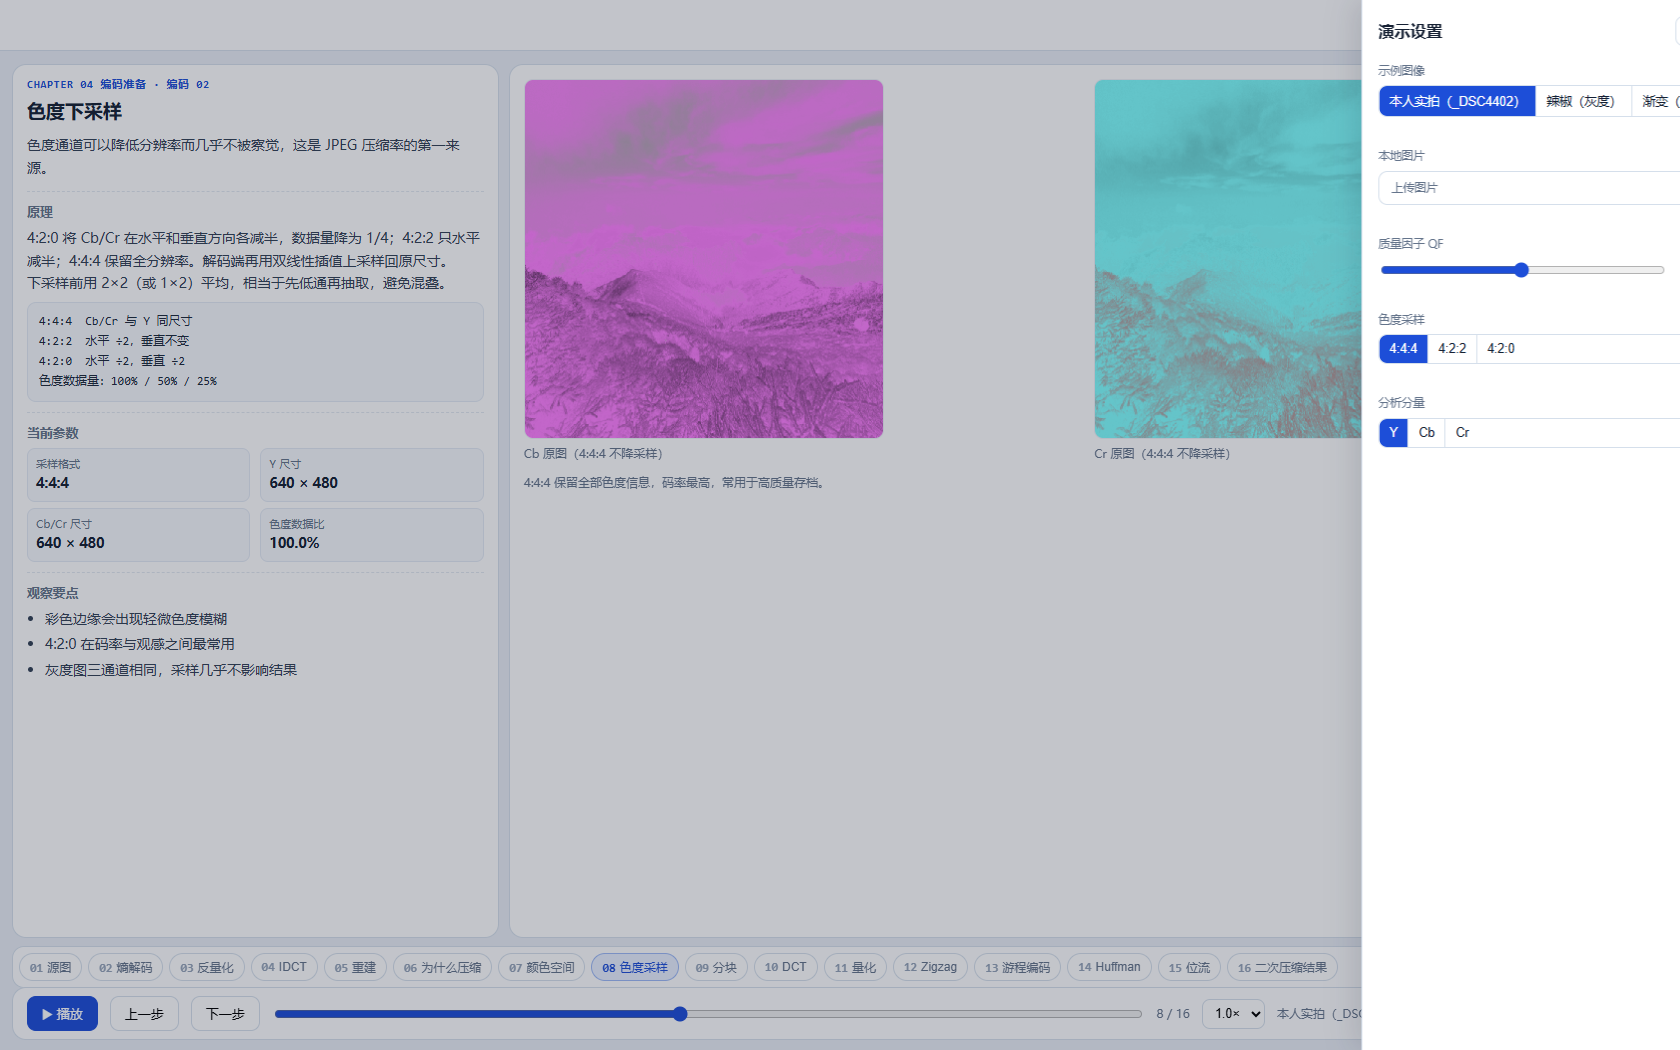 CHAPTER 04 编码准备 · 编码 02
色度下采样
色度通道可以降低分辨率而几乎不被察觉，这是 JPEG 压缩率的第一来
源。
原理
4:2:0 将 Cb/Cr 在水平和垂直方向各减半，数据量降为 1/4；4:2:2 只水平
减半；4:4:4 保留全分辨率。解码端再用双线性插值上采样回原尺寸。
下采样前用 2×2（或 1×2）平均，相当于先低通再抽取，避免混叠。
4:4:4 Cb/Cr 与 Y 同尺寸
4:2:2 水平 ÷2，垂直不变
4:2:0 水平 ÷2，垂直 ÷2
色度数据量：100% / 50% / 25%
当前参数
采样格式
4:4:4
Y 尺寸
640 × 480
Cb/Cr 尺寸
640 × 480
色度数据比
100.0%
观察要点
• 彩色边缘会出现轻微色度模糊
• 4:2:0 在码率与观感之间最常用
• 灰度图三通道相同，采样几乎不影响结果
Cb 原图（4:4:4 不降采样）
Cr 原图（4:4:4 不降采样）
4:4:4 保留全部色度信息，码率最高，常用于高质量存档。
演示设置
示例图像
本人实拍（_DSC4402） 辣椒（灰度） 渐变（
本地图片
上传图片
质量因子 QF
色度采样
4:4:4 4:2:2 4:2:0
分析分量
Y Cb Cr
01 源图 02 熵解码 03 反量化 04 IDCT 05 重建 06 为什么压缩 07 颜色空间 08 色度采样 09 分块 10 DCT 11 量化 12 Zigzag 13 游程编码 14 Huffman 15 位流 16 二次压缩结果
▶ 播放 上一步 下一步 8 / 16 1.0× 本人实拍（_DSC